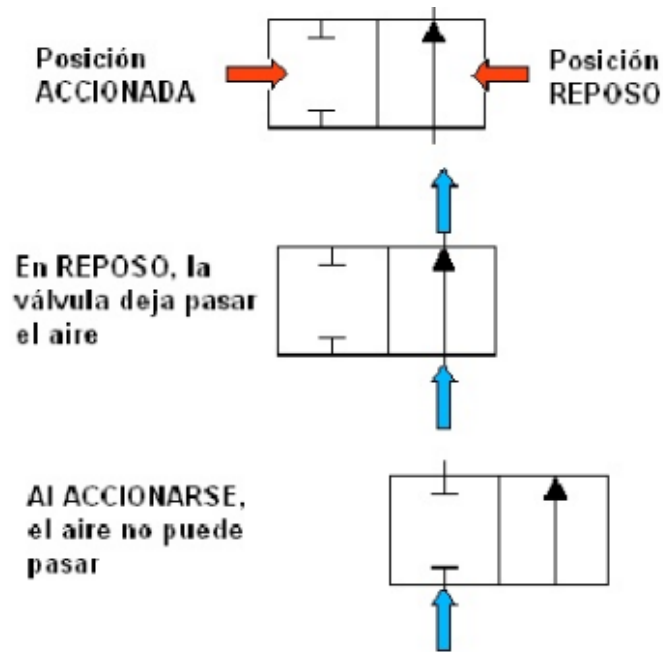 Posición
ACCIONADA
Posición
REPOSO
En REPOSO, la
válvula deja pasar
el aire
Al ACCIONARSE,
el aire no puede
pasar